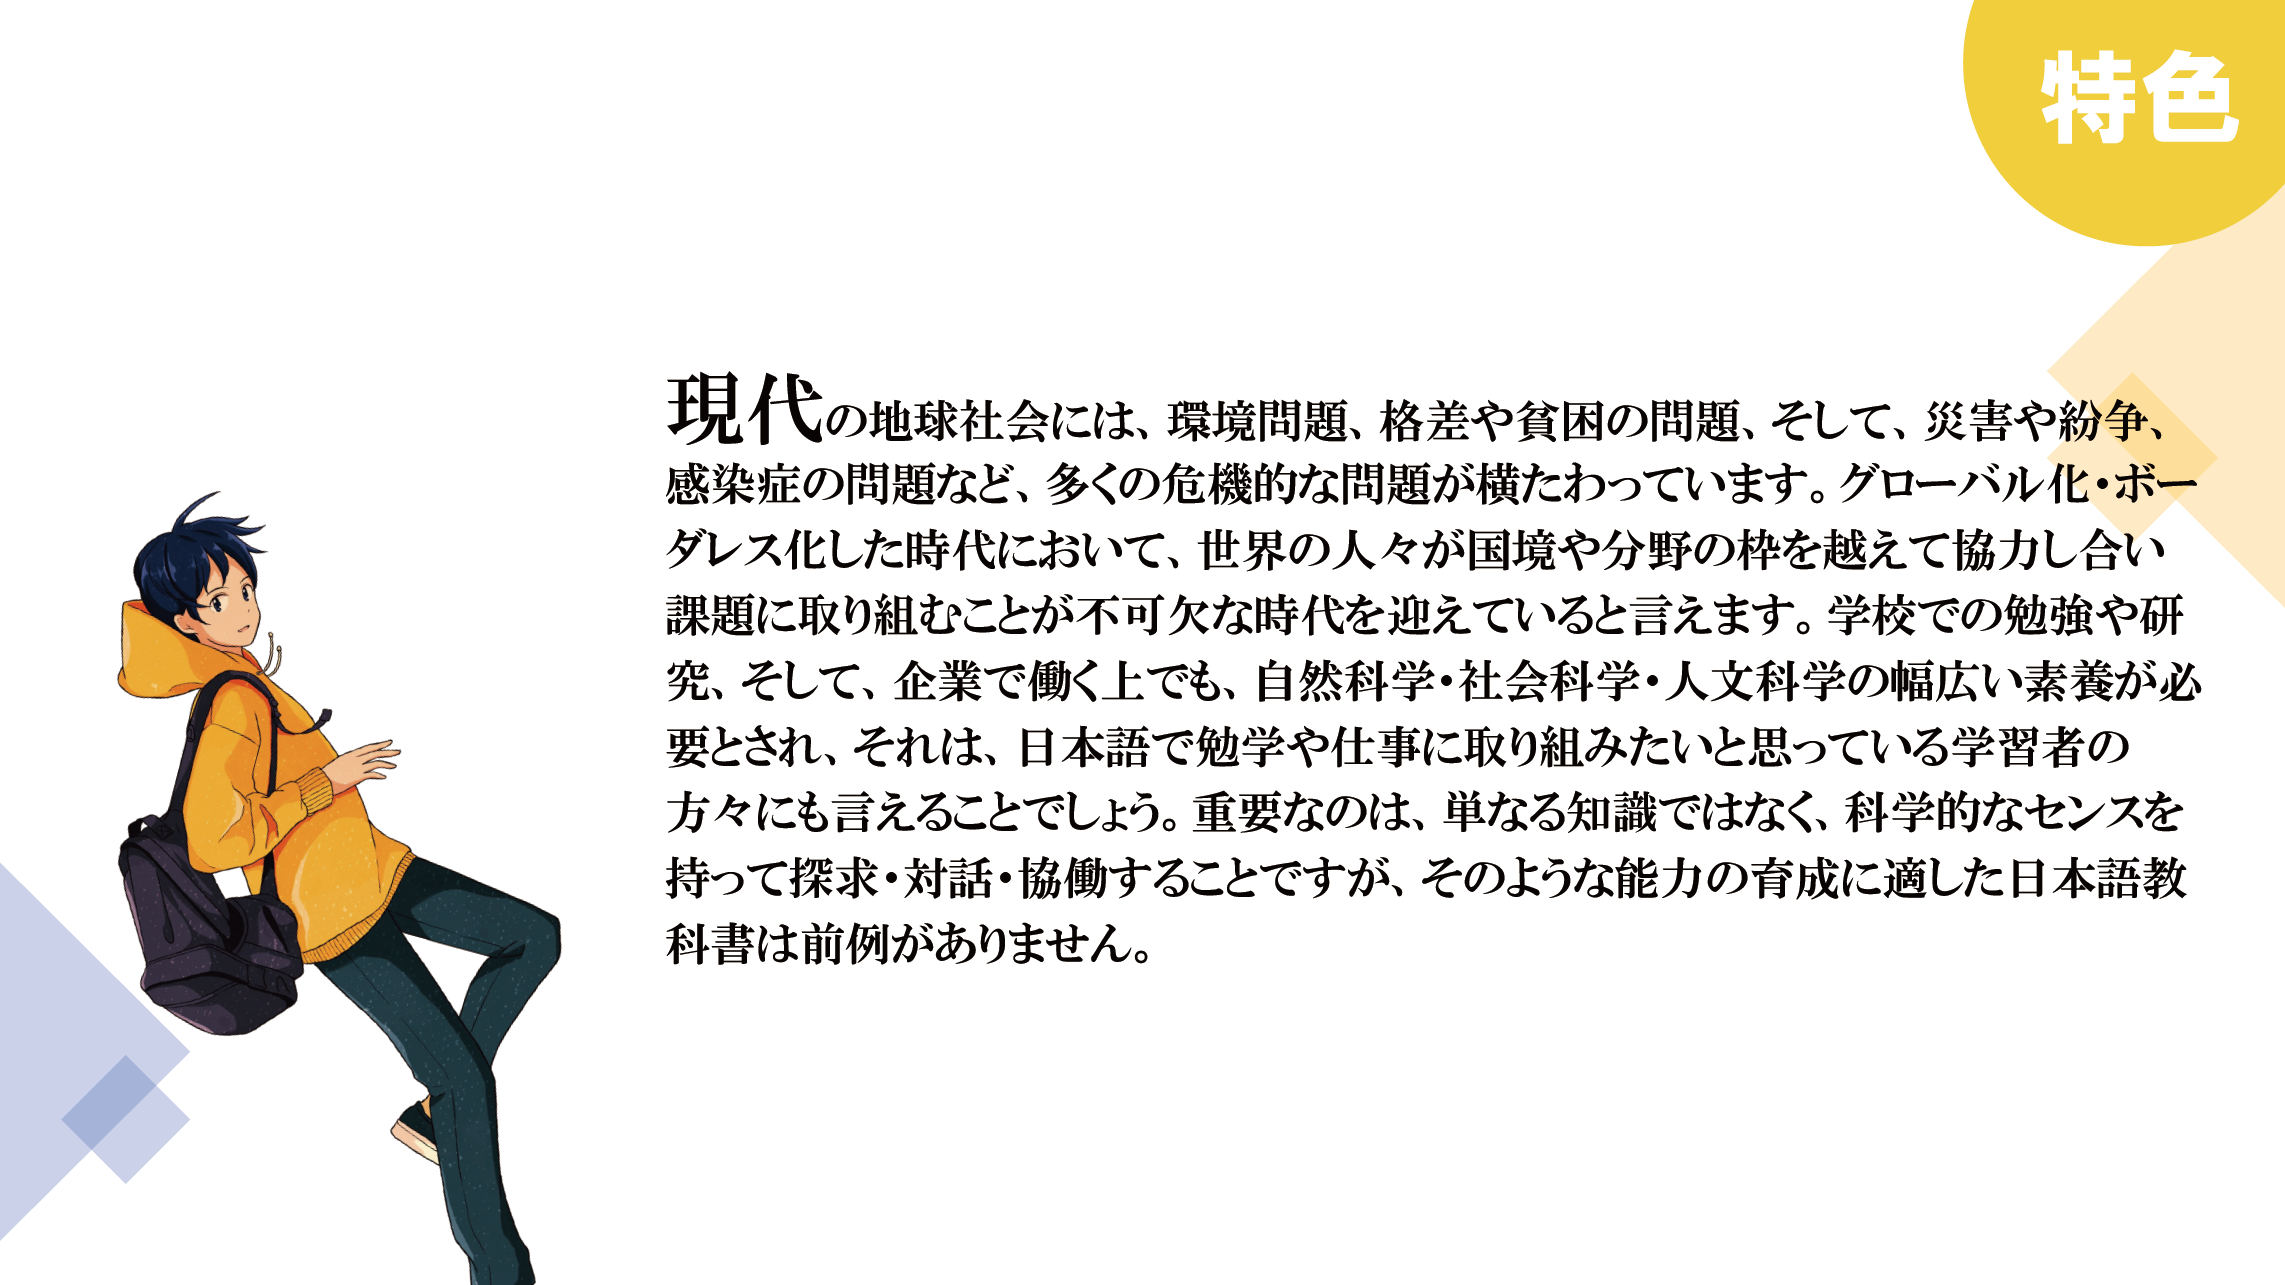 特色
現代の地球社会には、環境問題、格差や貧困の問題、そして、災害や紛争、
感染症の問題など、多くの危機的な問題が横たわっています。グローバル化・ボー
ダレス化した時代において、世界の人々が国境や分野の枠を越えて協力し合い
課題に取り組むことが不可欠な時代を迎えていると言えます。学校での勉強や研
究、そして、企業で働く上でも、自然科学・社会科学・人文科学の幅広い素養が必
要とされ、それは、日本語で勉学や仕事に取り組みたいと思っている学習者の
方々にも言えることでしょう。重要なのは、単なる知識ではなく、科学的なセンスを
持って探求・対話・協働することですが、そのような能力の育成に適した日本語教
科書は前例がありません。